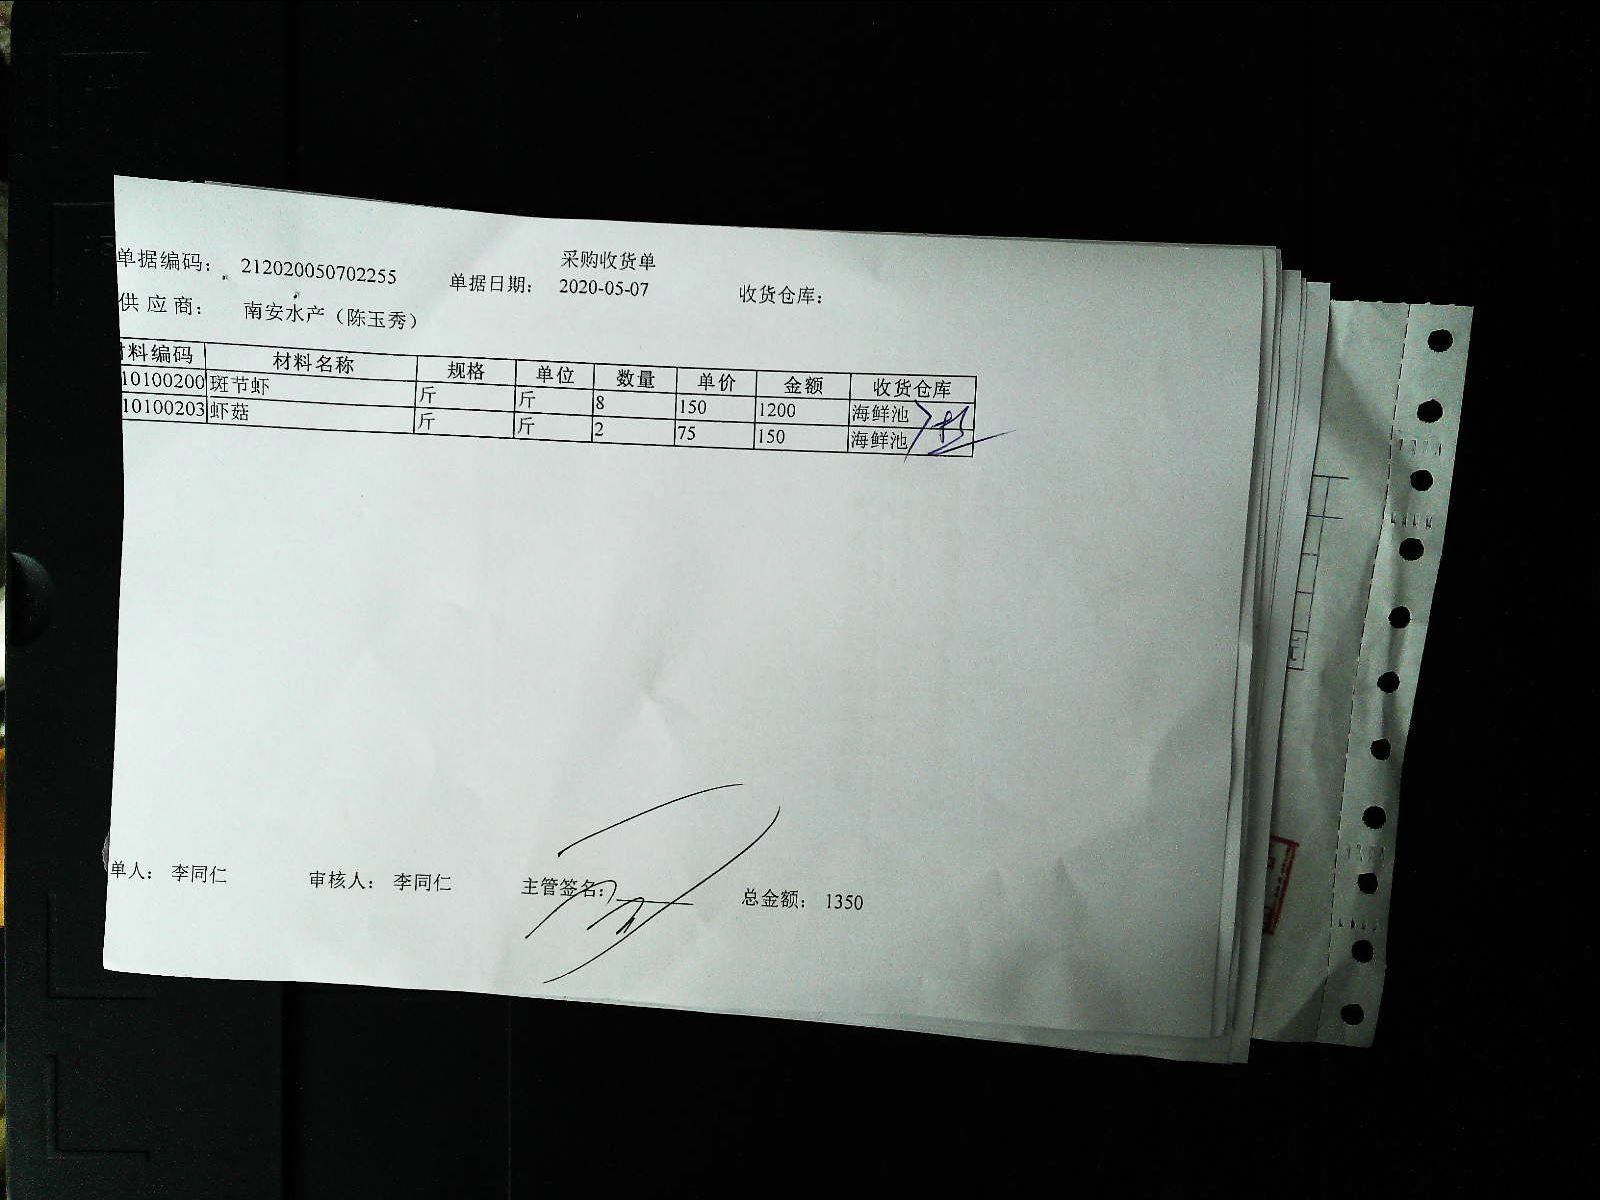 采购收货单
单据编码： 212020050702255 单据日期： 2020-05-07 收货仓库：
供应商： 南安水产（陈玉秀）
材料编码 材料名称 规格 单位 数量 单价 金额 收货仓库
10100200 斑节虾 斤 斤 8 150 1200 海鲜池
10100203 虾菇 斤 斤 2 75 150 海鲜池
单人： 李同仁 审核人： 李同仁 主管签名： 总金额： 1350